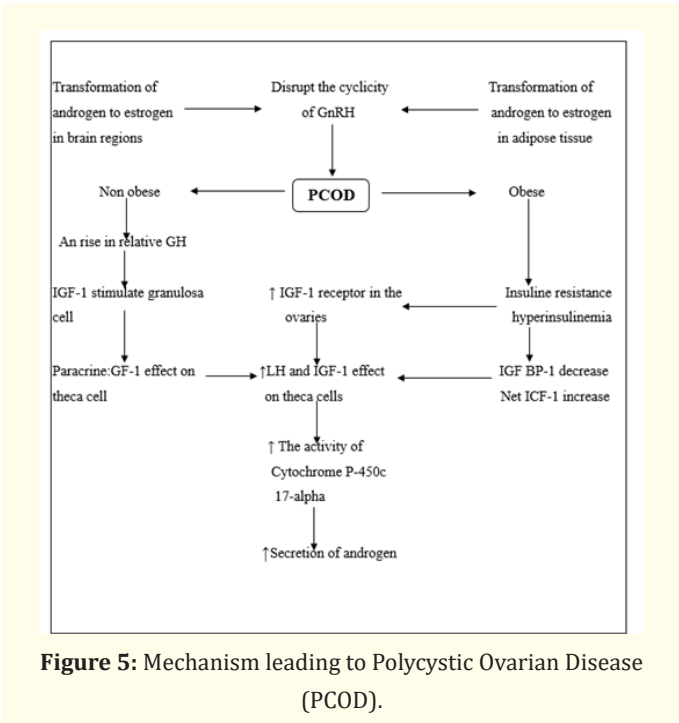 Transformation of
androgen to estrogen
in brain regions
Disrupt the cyclicity
of GnRH
Transformation of
androgen to estrogen
in adipose tissue
Non obese
PCOD
Obese
An rise in relative GH
IGF-1 stimulate granulosa
cell
↑ IGF-1 receptor in the
ovaries
Insuline resistance
hyperinsulinemia
Paracrine:GF-1 effect on
theca cell
↑LH and IGF-1 effect
on theca cells
IGF BP-1 decrease
Net ICF-1 increase
↑ The activity of
Cytochrome P-450c
17-alpha
↑Secretion of androgen
Figure 5: Mechanism leading to Polycystic Ovarian Disease
(PCOD).